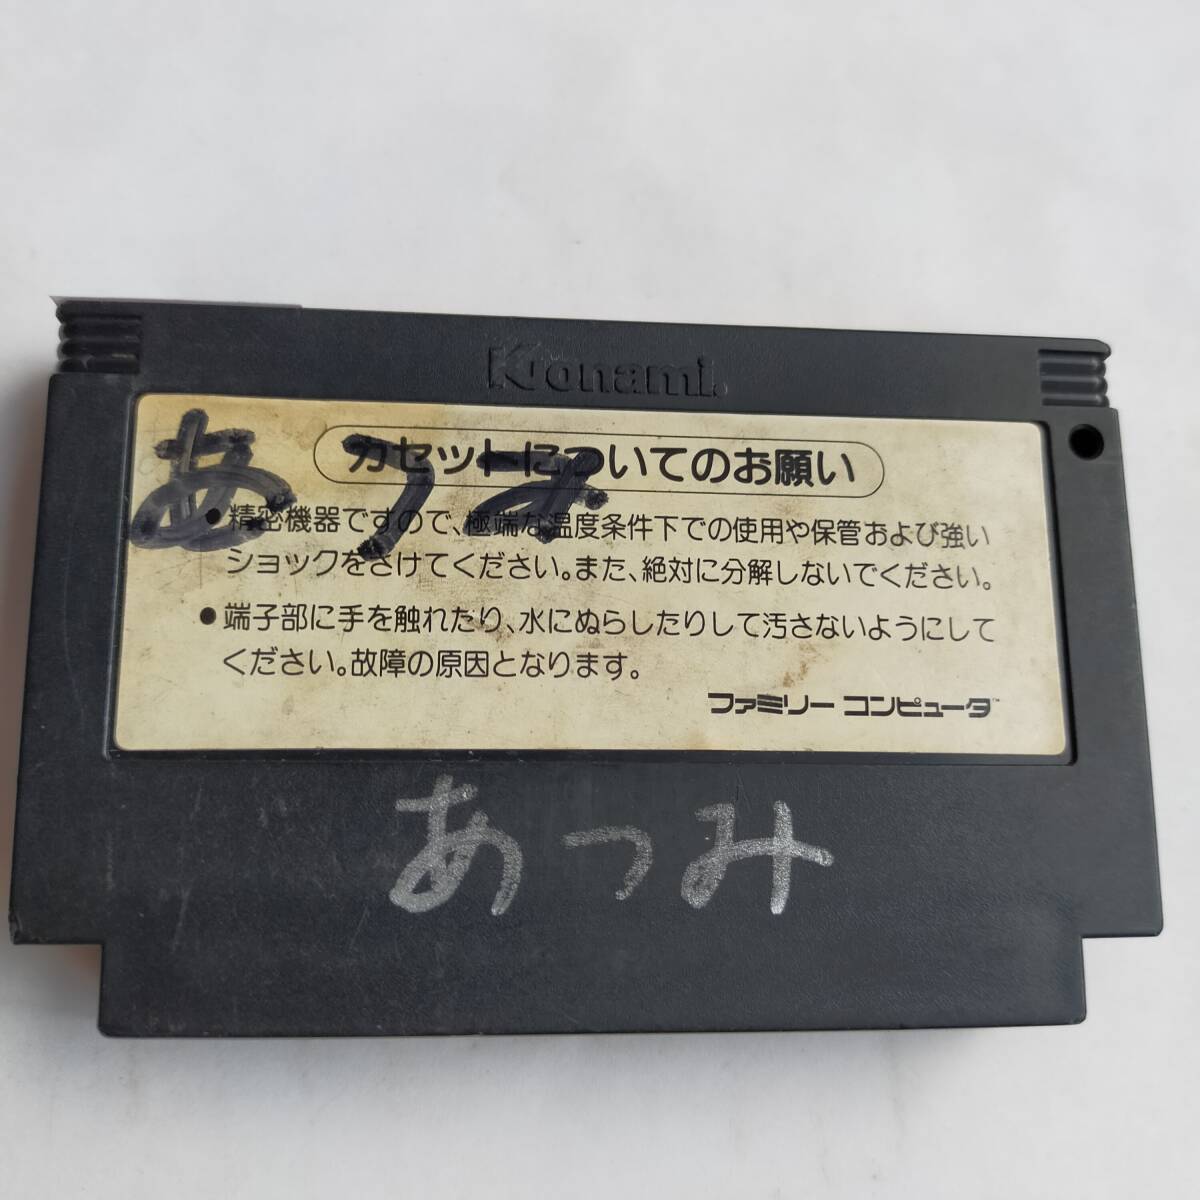 Konami.
あつみ
カセットについてのお願い
●精密機器ですので、極端な温度条件下での使用や保管および強い
ショックをさけてください。また、絶対に分解しないでください。
●端子部に手を触れたり、水にぬらしたりして汚さないようにして
ください。故障の原因となります。
ファミリー コンピュータ™
あつみ